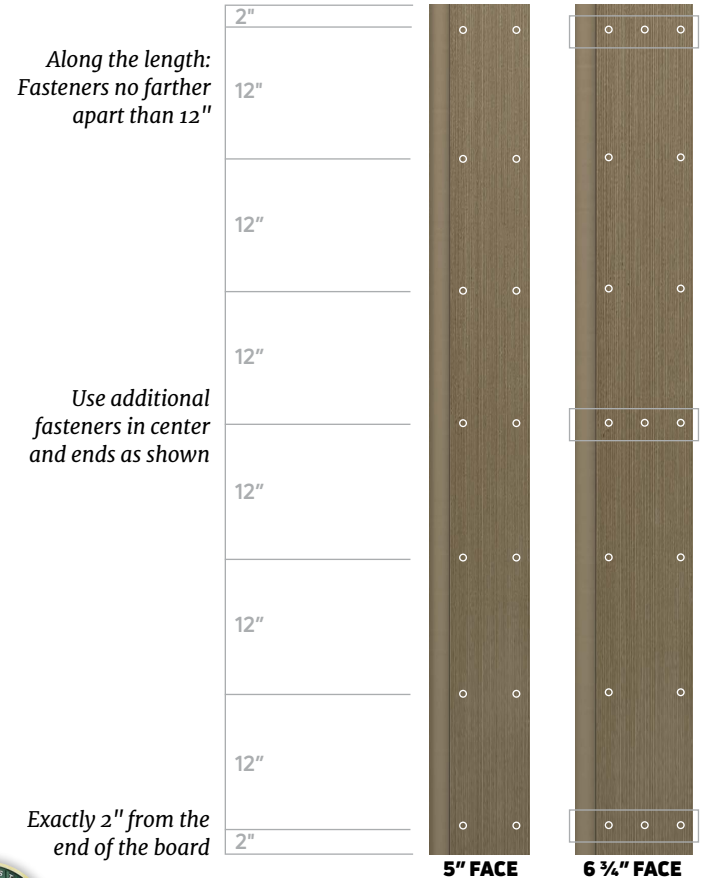 2"
Along the length:
Fasteners no farther
apart than 12"
12"
12"
12"
Use additional
fasteners in center
and ends as shown
12"
12"
12"
Exactly 2" from the
end of the board
2"
5" FACE
6 ¾" FACE